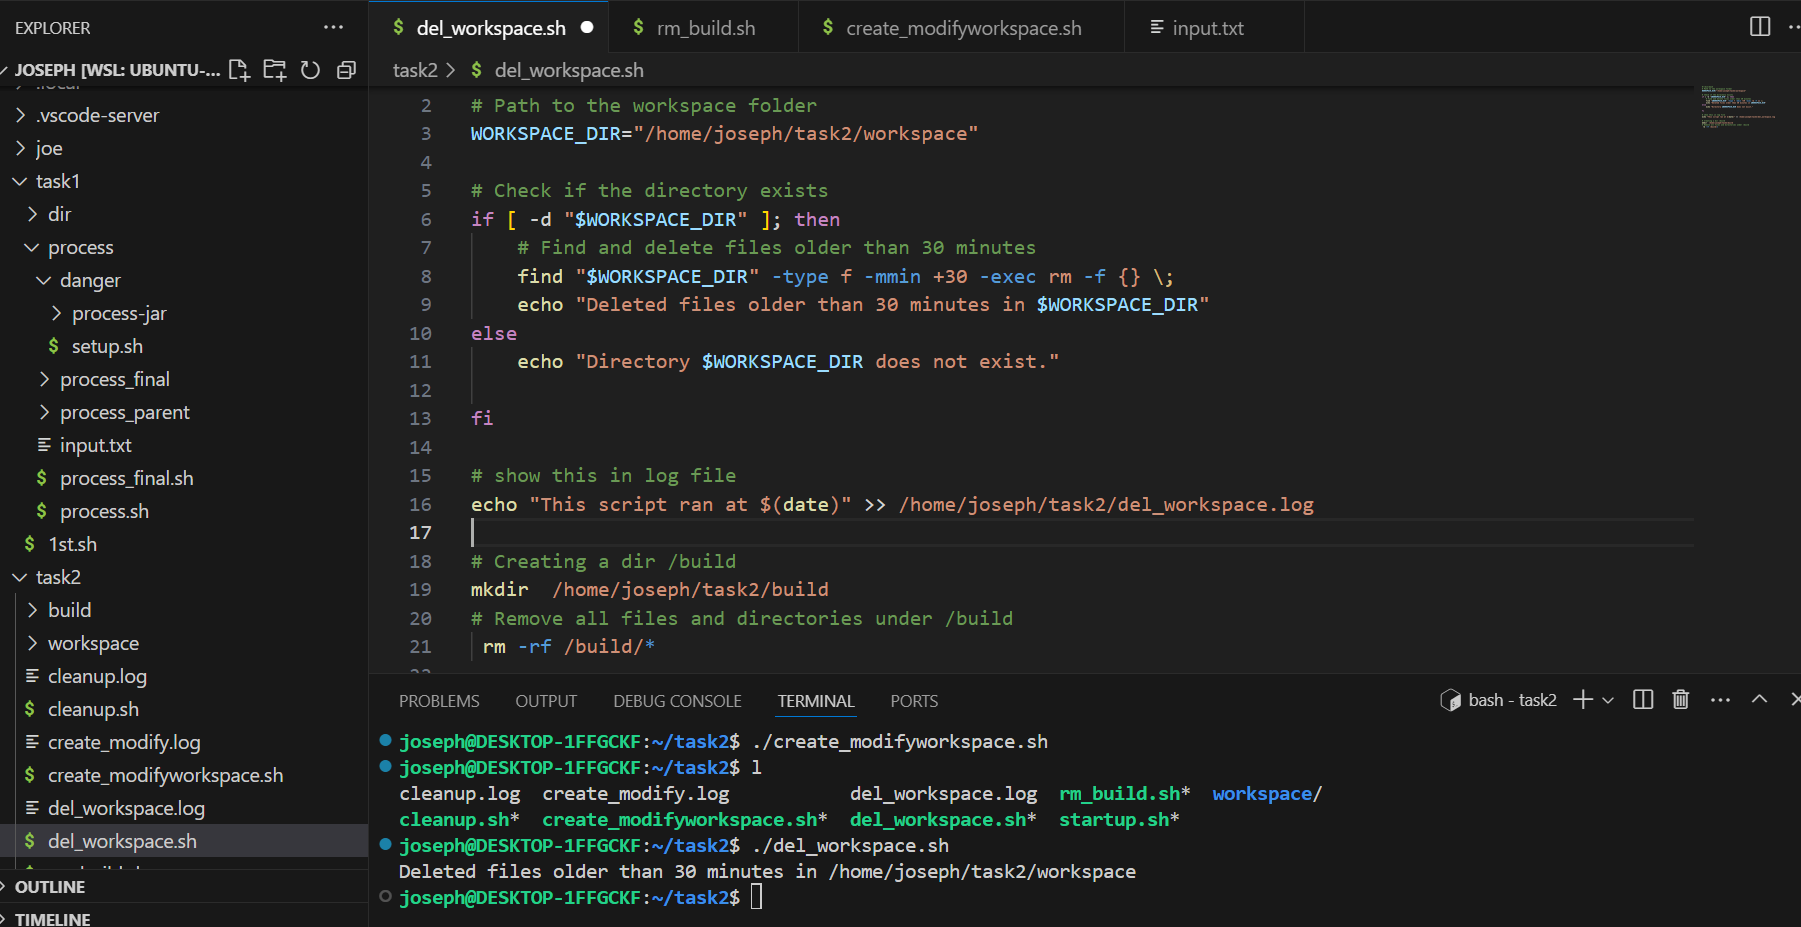 EXPLORER
JOSEPH [WSL: UBUNTU-...
.local
.vscode-server
joe
task1
dir
process
danger
process-jar
$ setup.sh
process_final
process_parent
input.txt
$ process_final.sh
$ process.sh
$ 1st.sh
task2
build
workspace
cleanup.log
$ cleanup.sh
create_modify.log
$ create_modifyworkspace.sh
del_workspace.log
$ del_workspace.sh
OUTLINE
TIMELINE
$ del_workspace.sh $ rm_build.sh $ create_modifyworkspace.sh input.txt
task2 > $ del_workspace.sh
2 # Path to the workspace folder
3 WORKSPACE_DIR="/home/joseph/task2/workspace"
4
5 # Check if the directory exists
6 if [ -d "$WORKSPACE_DIR" ]; then
7 # Find and delete files older than 30 minutes
8 find "$WORKSPACE_DIR" -type f -mmin +30 -exec rm -f {} \;
9 echo "Deleted files older than 30 minutes in $WORKSPACE_DIR"
10 else
11 echo "Directory $WORKSPACE_DIR does not exist."
12
13 fi
14
15 # show this in log file
16 echo "This script ran at $(date)" >> /home/joseph/task2/del_workspace.log
17
18 # Creating a dir /build
19 mkdir  /home/joseph/task2/build
20 # Remove all files and directories under /build
21 rm -rf /build/*
PROBLEMS OUTPUT DEBUG CONSOLE TERMINAL PORTS bash - task2
joseph@DESKTOP-1FFGCKF:~/task2$ ./create_modifyworkspace.sh
joseph@DESKTOP-1FFGCKF:~/task2$ l
cleanup.log create_modify.log del_workspace.log rm_build.sh* workspace/
cleanup.sh* create_modifyworkspace.sh* del_workspace.sh* startup.sh*
joseph@DESKTOP-1FFGCKF:~/task2$ ./del_workspace.sh
Deleted files older than 30 minutes in /home/joseph/task2/workspace
joseph@DESKTOP-1FFGCKF:~/task2$